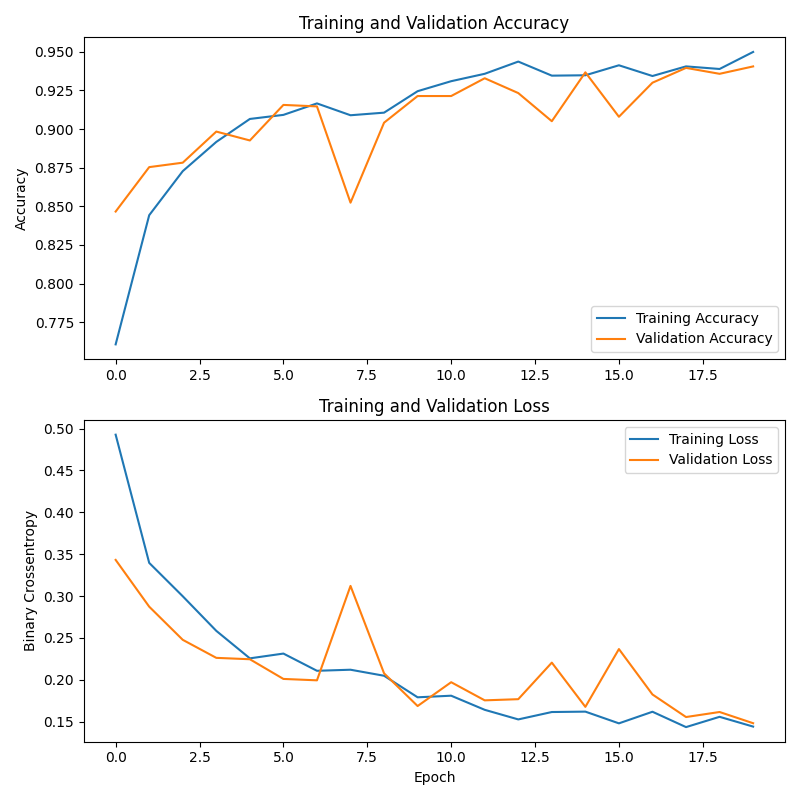 Training and Validation Accuracy
Accuracy
0.950
0.925
0.900
0.875
0.850
0.825
0.800
0.775
Training Accuracy
Validation Accuracy
0.0 2.5 5.0 7.5 10.0 12.5 15.0 17.5
Training and Validation Loss
Binary Crossentropy
0.50
0.45
0.40
0.35
0.30
0.25
0.20
0.15
Training Loss
Validation Loss
0.0 2.5 5.0 7.5 10.0 12.5 15.0 17.5
Epoch